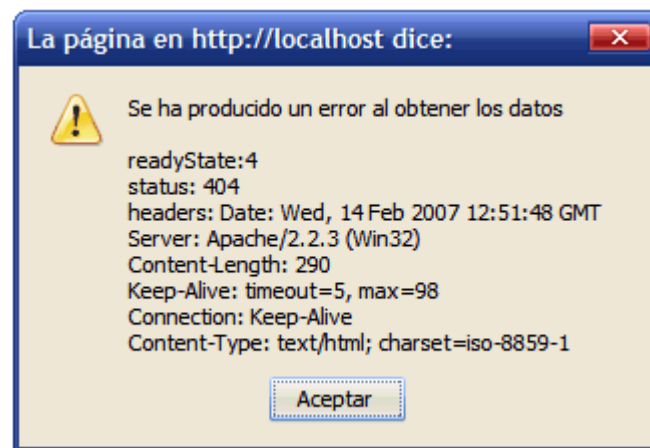 La página en http://localhost dice:
Se ha producido un error al obtener los datos
readyState:4
status: 404
headers: Date: Wed, 14 Feb 2007 12:51:48 GMT
Server: Apache/2.2.3 (Win32)
Content-Length: 290
Keep-Alive: timeout=5, max=98
Connection: Keep-Alive
Content-Type: text/html; charset=iso-8859-1
Aceptar